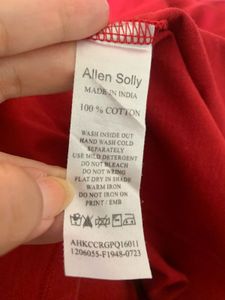 Allen Solly
MADE IN INDIA
100 % COTTON
WASH INSIDE OUT
HAND WASH COLD
SEPARATELY
USE MILD DETERGENT
DO NOT BLEACH
DO NOT WRING
FLAT DRY IN SHADE
WARM IRON
DO NOT IRON ON
PRINT / EMB
AHKCCRGPQ16011
1206055-F1948-0723